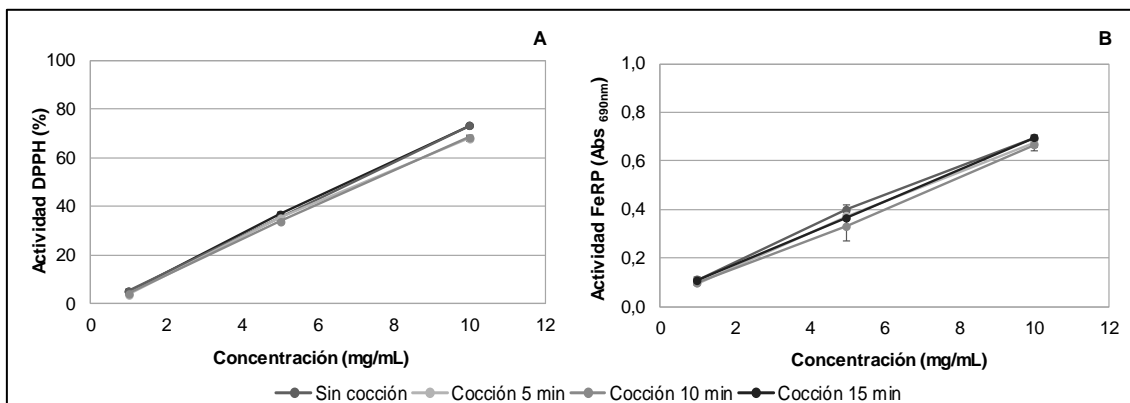 A
Actividad DPPH (%)
100
80
60
40
20
0
0 2 4 6 8 10 12
Concentración (mg/mL)
B
Actividad FeRP (Abs 690nm)
1,0
0,8
0,6
0,4
0,2
0,0
0 2 4 6 8 10 12
Concentración (mg/mL)
Sin cocción Cocción 5 min Cocción 10 min Cocción 15 min